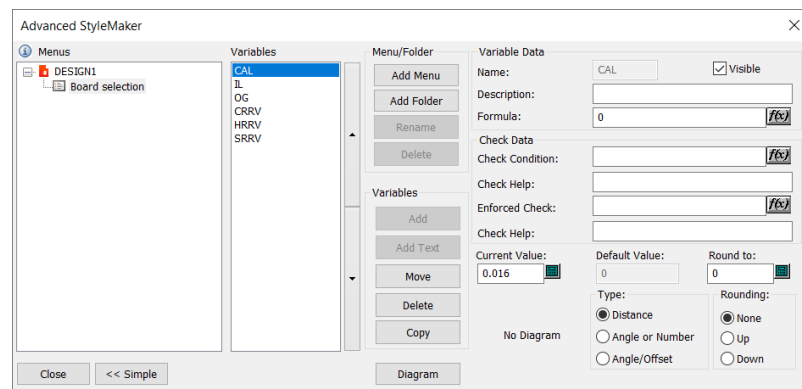 Advanced StyleMaker
Menus
DESIGN1
Board selection
Variables
CAL
IL
OG
CRRV
HRRV
SRRV
Menu/Folder
Add Menu
Add Folder
Rename
Delete
Variables
Add
Add Text
Move
Delete
Copy
Variable Data
Name: CAL Visible
Description:
Formula: 0 f(x)
Check Data
Check Condition: f(x)
Check Help:
Enforced Check: f(x)
Check Help:
Current Value: Default Value: Round to:
0.016 0 0
Type: Rounding:
Distance None
No Diagram Angle or Number Up
Angle/Offset Down
Close << Simple Diagram